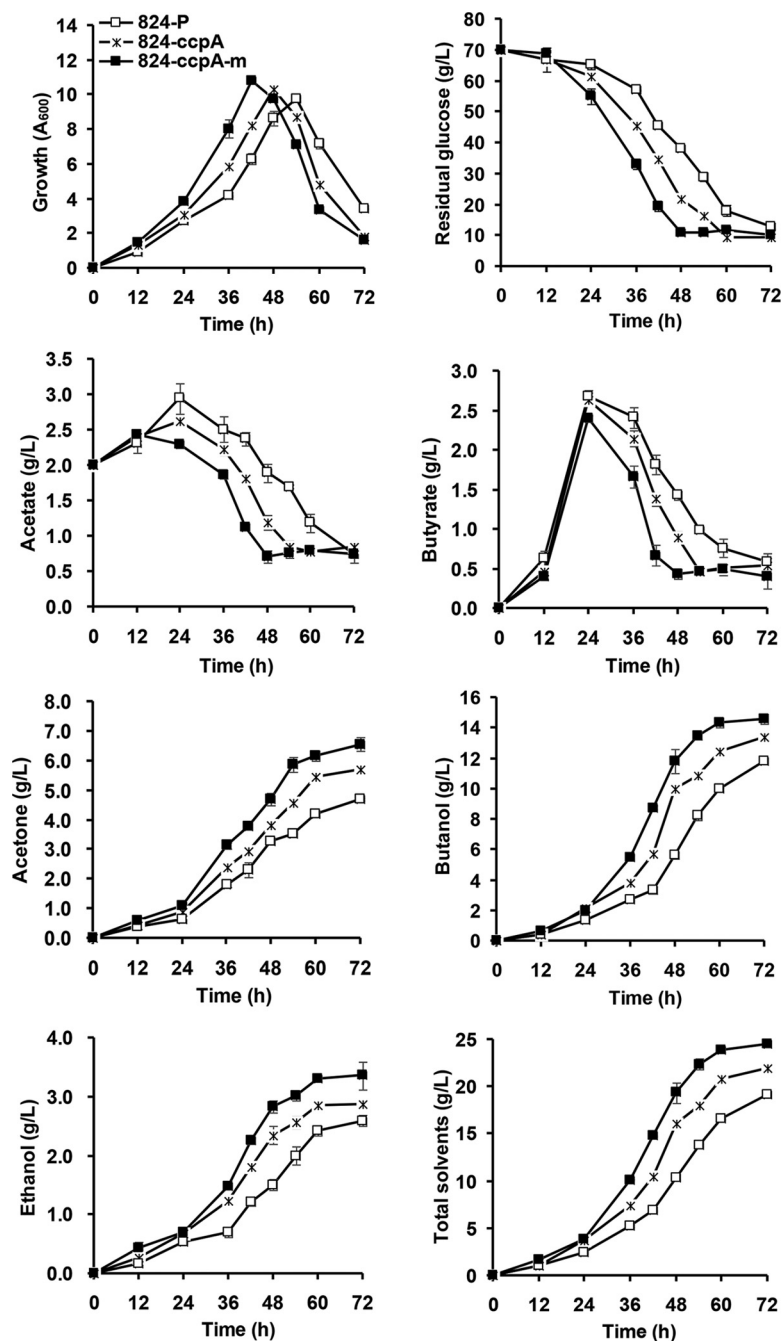 824-P
824-ccpA
824-ccpA-m
Growth (A600)
14
12
10
8
6
4
2
0
0 12 24 36 48 60 72
Time (h)
Residual glucose (g/L)
80
70
60
50
40
30
20
10
0
0 12 24 36 48 60 72
Time (h)
Acetate (g/L)
3.5
3.0
2.5
2.0
1.5
1.0
0.5
0.0
0 12 24 36 48 60 72
Time (h)
Butyrate (g/L)
3.0
2.5
2.0
1.5
1.0
0.5
0.0
0 12 24 36 48 60 72
Time (h)
Acetone (g/L)
8.0
7.0
6.0
5.0
4.0
3.0
2.0
1.0
0.0
0 12 24 36 48 60 72
Time (h)
Butanol (g/L)
16
14
12
10
8
6
4
2
0
0 12 24 36 48 60 72
Time (h)
Ethanol (g/L)
4.0
3.0
2.0
1.0
0.0
0 12 24 36 48 60 72
Time (h)
Total solvents (g/L)
25
20
15
10
5
0
0 12 24 36 48 60 72
Time (h)